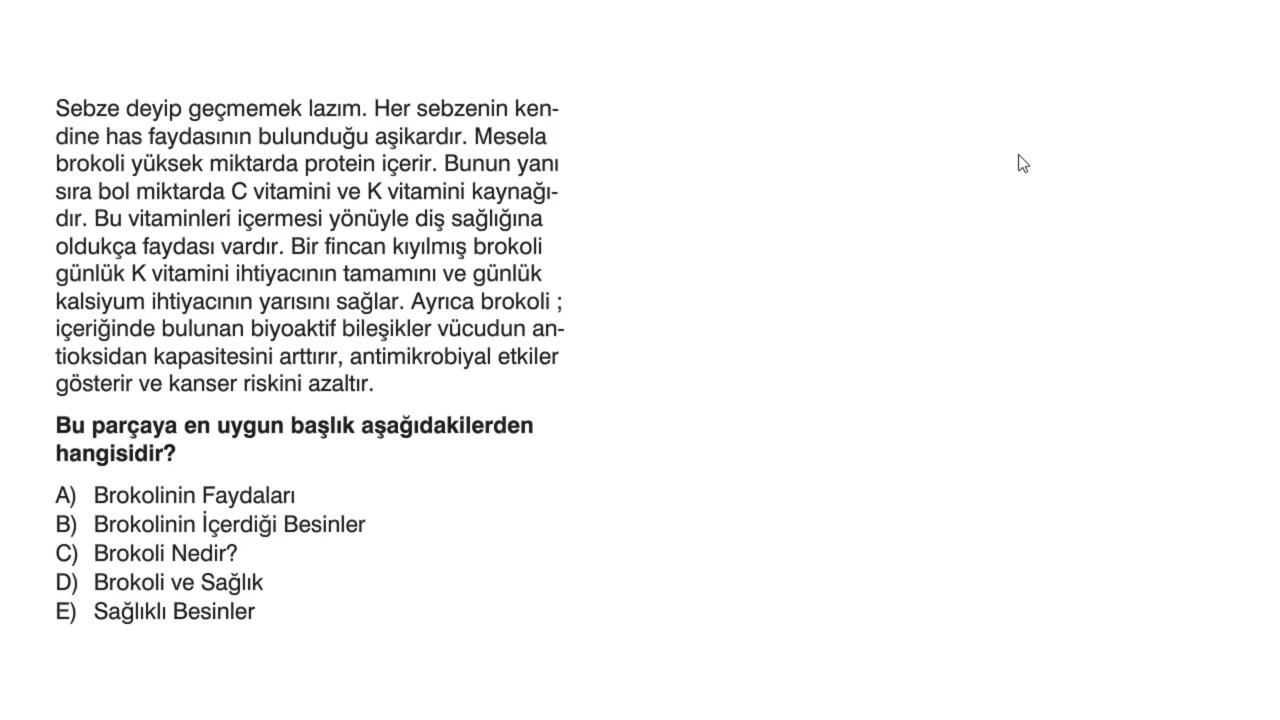 Sebze deyip geçmemek lazım. Her sebzenin ken-
dine has faydasının bulunduğu aşikardır. Mesela
brokoli yüksek miktarda protein içerir. Bunun yanı
sıra bol miktarda C vitamini ve K vitamini kaynağı-
dır. Bu vitaminleri içermesi yönüyle diş sağlığına
oldukça faydası vardır. Bir fincan kıyılmış brokoli
günlük K vitamini ihtiyacının tamamını ve günlük
kalsiyum ihtiyacının yarısını sağlar. Ayrıca brokoli ;
içeriğinde bulunan biyoaktif bileşikler vücudun an-
tioksidan kapasitesini arttırır, antimikrobiyal etkiler
gösterir ve kanser riskini azaltır.
Bu parçaya en uygun başlık aşağıdakilerden
hangisidir?
A) Brokolinin Faydaları
B) Brokolinin İçerdiği Besinler
C) Brokoli Nedir?
D) Brokoli ve Sağlık
E) Sağlıklı Besinler